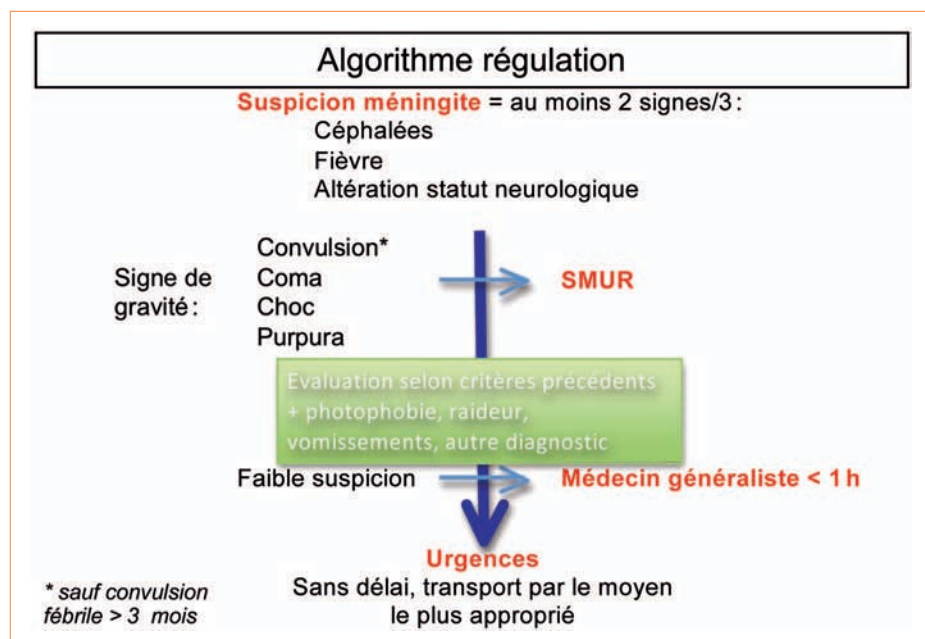 Algorithme régulation
Suspicion méningite = au moins 2 signes/3 :
Céphalées
Fièvre
Altération statut neurologique
Signe de
gravité :
Convulsion*
Coma
Choc
Purpura
SMUR
Evaluation selon critères précédents
+ photophobie, raideur,
vomissements, autre diagnostic
Faible suspicion
Médecin généraliste < 1 h
Urgences
Sans délai, transport par le moyen
le plus approprié
* sauf convulsion
fébrile > 3 mois